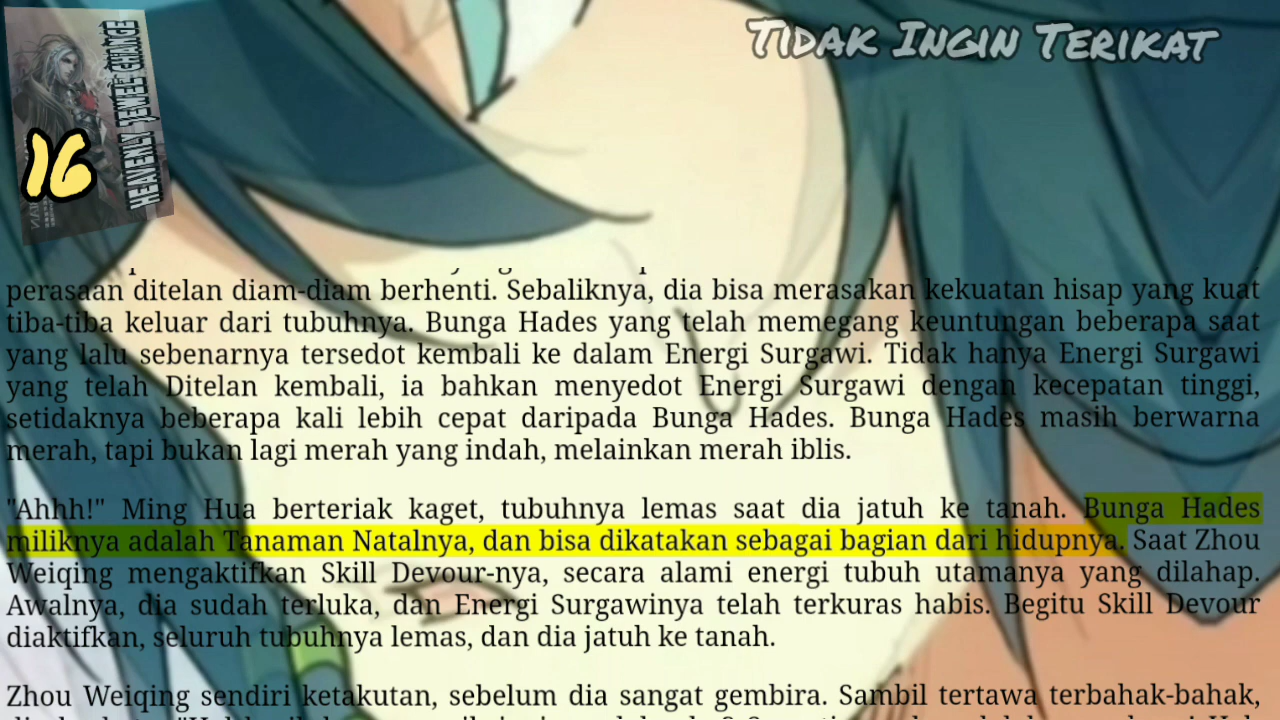 Tidak Ingin Terikat
HEAVENLY JEWEL CHANGE
16
perasaan ditelan diam-diam berhenti. Sebaliknya, dia bisa merasakan kekuatan hisap yang kuat
tiba-tiba keluar dari tubuhnya. Bunga Hades yang telah memegang keuntungan beberapa saat
yang lalu sebenarnya tersedot kembali ke dalam Energi Surgawi. Tidak hanya Energi Surgawi
yang telah Ditelan kembali, ia bahkan menyedot Energi Surgawi dengan kecepatan tinggi,
setidaknya beberapa kali lebih cepat daripada Bunga Hades. Bunga Hades masih berwarna
merah, tapi bukan lagi merah yang indah, melainkan merah iblis.
"Ahhh!" Ming Hua berteriak kaget, tubuhnya lemas saat dia jatuh ke tanah. Bunga Hades
miliknya adalah Tanaman Natalnya, dan bisa dikatakan sebagai bagian dari hidupnya. Saat Zhou
Weiqing mengaktifkan Skill Devour-nya, secara alami energi tubuh utamanya yang dilahap.
Awalnya, dia sudah terluka, dan Energi Surgawinya telah terkuras habis. Begitu Skill Devour
diaktifkan, seluruh tubuhnya lemas, dan dia jatuh ke tanah.
Zhou Weiqing sendiri ketakutan, sebelum dia sangat gembira. Sambil tertawa terbahak-bahak,